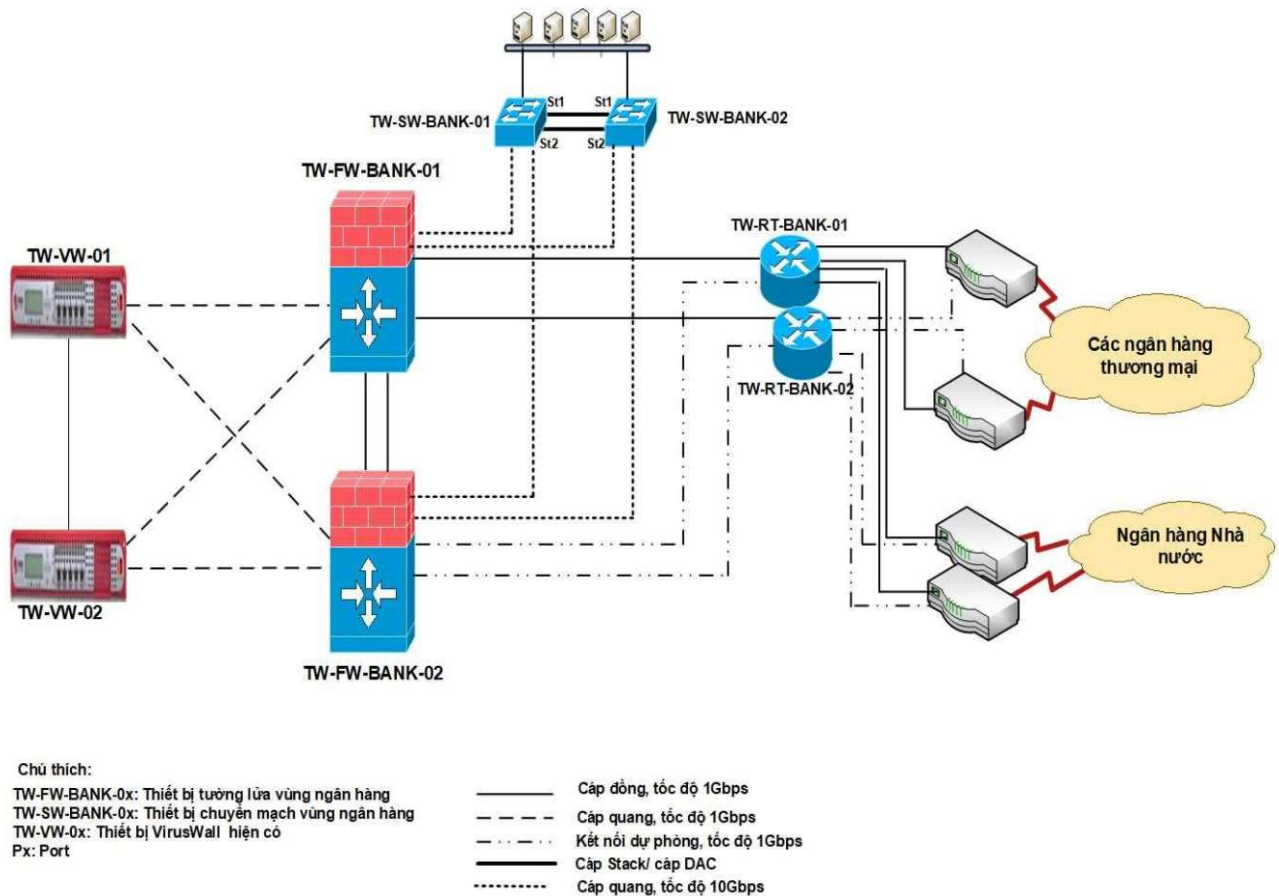 St1
St1
TW-SW-BANK-01
TW-SW-BANK-02
St2
St2
TW-FW-BANK-01
TW-RT-BANK-01
TW-VW-01
Các ngân hàng
thương mại
TW-RT-BANK-02
Ngân hàng Nhà
nước
TW-VW-02
TW-FW-BANK-02
Chú thích:
TW-FW-BANK-0x: Thiết bị tường lửa vùng ngân hàng
TW-SW-BANK-0x: Thiết bị chuyển mạch vùng ngân hàng
TW-VW-0x: Thiết bị VirusWall hiện có
Px: Port
Cáp đồng, tốc độ 1Gbps
Cáp quang, tốc độ 1Gbps
Kết nối dự phòng, tốc độ 1Gbps
Cáp Stack/ cáp DAC
Cáp quang, tốc độ 10Gbps